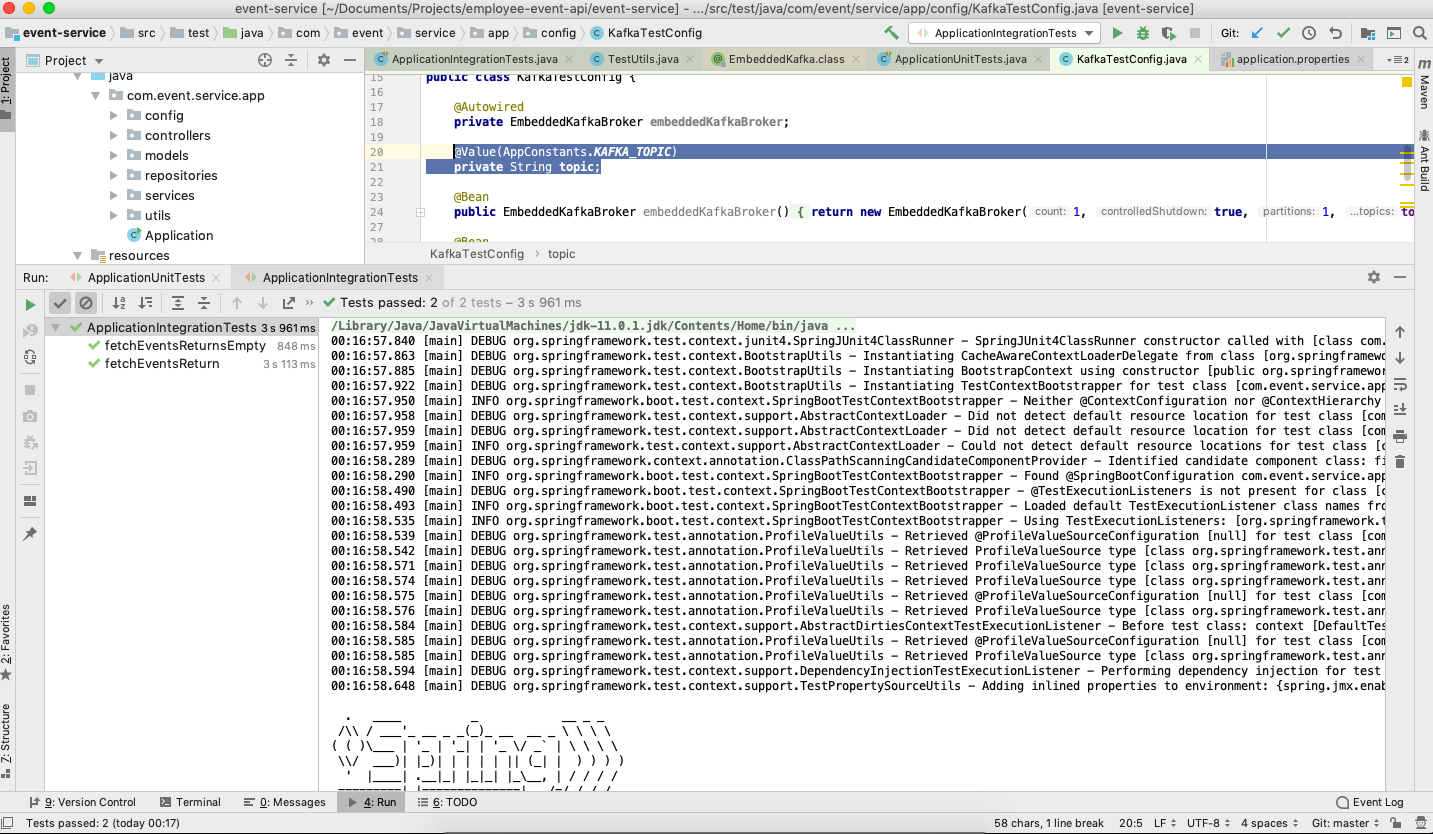 event-service [~/Documents/Projects/employee-event-api/event-service] - .../src/test/java/com/event/service/app/config/KafkaTestConfig.java [event-service]
event-service src test java com event service app config KafkaTestConfig ApplicationIntegrationTests Git:
1: Project
Project
ApplicationIntegrationTests.java TestUtils.java EmbeddedKafka.class ApplicationUnitTests.java KafkaTestConfig.java application.properties 2
java
com.event.service.app
config
controllers
models
repositories
services
utils
Application
resources
15 public class KafkaTestConfig {
16
17 @Autowired
18 private EmbeddedKafkaBroker embeddedKafkaBroker;
19
20 @Value(AppConstants.KAFKA_TOPIC)
21 private String topic;
22
23 @Bean
24 public EmbeddedKafkaBroker embeddedKafkaBroker() { return new EmbeddedKafkaBroker( count: 1, controlledShutdown: true, partitions: 1, ...topics: to
27
28 @Bean
KafkaTestConfig › topic
Maven
Ant Build
Run: ApplicationUnitTests ApplicationIntegrationTests
Tests passed: 2 of 2 tests – 3 s 961 ms
ApplicationIntegrationTests 3 s 961 ms
fetchEventsReturnsEmpty 848 ms
fetchEventsReturn 3 s 113 ms
/Library/Java/JavaVirtualMachines/jdk-11.0.1.jdk/Contents/Home/bin/java ...
00:16:57.840 [main] DEBUG org.springframework.test.context.junit4.SpringJUnit4ClassRunner - SpringJUnit4ClassRunner constructor called with [class com.
00:16:57.863 [main] DEBUG org.springframework.test.context.BootstrapUtils - Instantiating CacheAwareContextLoaderDelegate from class [org.springframewo
00:16:57.885 [main] DEBUG org.springframework.test.context.BootstrapUtils - Instantiating BootstrapContext using constructor [public org.springframewor
00:16:57.922 [main] DEBUG org.springframework.test.context.BootstrapUtils - Instantiating TestContextBootstrapper for test class [com.event.service.app
00:16:57.950 [main] INFO org.springframework.boot.test.context.SpringBootTestContextBootstrapper - Neither @ContextConfiguration nor @ContextHierarchy
00:16:57.958 [main] DEBUG org.springframework.test.context.support.AbstractContextLoader - Did not detect default resource location for test class [com
00:16:57.959 [main] DEBUG org.springframework.test.context.support.AbstractContextLoader - Did not detect default resource location for test class [com
00:16:57.959 [main] INFO org.springframework.test.context.support.AbstractContextLoader - Could not detect default resource locations for test class [c
00:16:58.289 [main] DEBUG org.springframework.context.annotation.ClassPathScanningCandidateComponentProvider - Identified candidate component class: fi
00:16:58.290 [main] INFO org.springframework.boot.test.context.SpringBootTestContextBootstrapper - Found @SpringBootConfiguration com.event.service.app
00:16:58.490 [main] DEBUG org.springframework.boot.test.context.SpringBootTestContextBootstrapper - @TestExecutionListeners is not present for class [c
00:16:58.493 [main] INFO org.springframework.boot.test.context.SpringBootTestContextBootstrapper - Loaded default TestExecutionListener class names fro
00:16:58.535 [main] INFO org.springframework.boot.test.context.SpringBootTestContextBootstrapper - Using TestExecutionListeners: [org.springframework.t
00:16:58.539 [main] DEBUG org.springframework.test.annotation.ProfileValueUtils - Retrieved @ProfileValueSourceConfiguration [null] for test class [com
00:16:58.542 [main] DEBUG org.springframework.test.annotation.ProfileValueUtils - Retrieved ProfileValueSource type [class org.springframework.test.ann
00:16:58.571 [main] DEBUG org.springframework.test.annotation.ProfileValueUtils - Retrieved ProfileValueSource type [class org.springframework.test.ann
00:16:58.574 [main] DEBUG org.springframework.test.annotation.ProfileValueUtils - Retrieved ProfileValueSource type [class org.springframework.test.ann
00:16:58.575 [main] DEBUG org.springframework.test.annotation.ProfileValueUtils - Retrieved @ProfileValueSourceConfiguration [null] for test class [com
00:16:58.576 [main] DEBUG org.springframework.test.annotation.ProfileValueUtils - Retrieved ProfileValueSource type [class org.springframework.test.ann
00:16:58.584 [main] DEBUG org.springframework.test.context.support.AbstractDirtiesContextTestExecutionListener - Before test class: context [DefaultTes
00:16:58.585 [main] DEBUG org.springframework.test.annotation.ProfileValueUtils - Retrieved @ProfileValueSourceConfiguration [null] for test class [com
00:16:58.585 [main] DEBUG org.springframework.test.annotation.ProfileValueUtils - Retrieved ProfileValueSource type [class org.springframework.test.ann
00:16:58.594 [main] DEBUG org.springframework.test.context.support.DependencyInjectionTestExecutionListener - Performing dependency injection for test
00:16:58.648 [main] DEBUG org.springframework.test.context.support.TestPropertySourceUtils - Adding inlined properties to environment: {spring.jmx.enab
2: Favorites
7: Structure
9: Version Control Terminal 0: Messages 4: Run 6: TODO Event Log
Tests passed: 2 (today 00:17) 58 chars, 1 line break 20:5 LF UTF-8 4 spaces Git: master